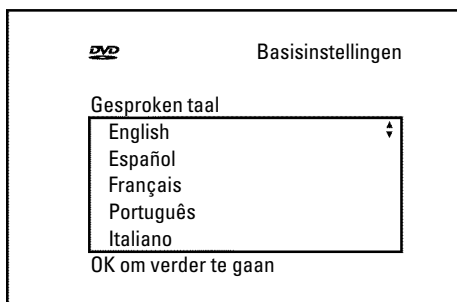 DVD Basisinstellingen
Gesproken taal
English
Español
Français
Português
Italiano
OK om verder te gaan